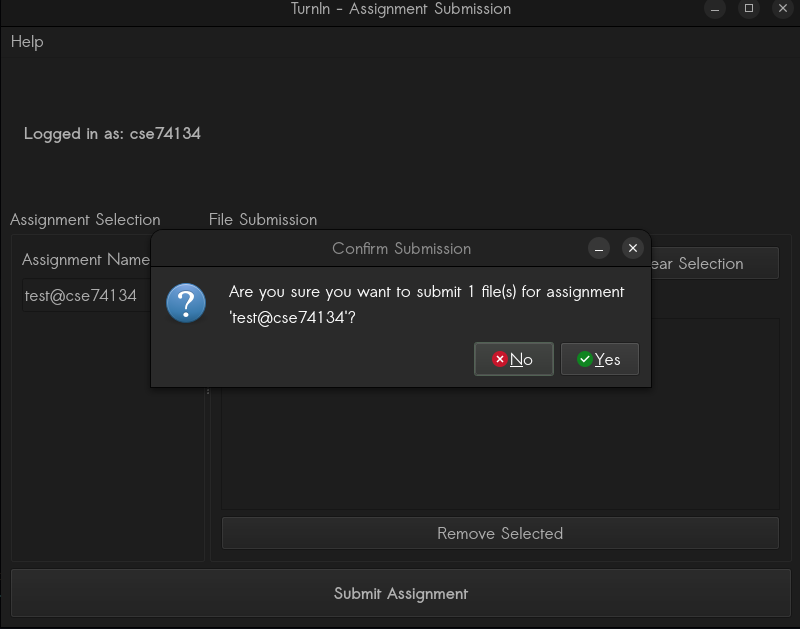 TurnIn - Assignment Submission
Help
Logged in as: cse74134
Assignment Selection
File Submission
Assignment Name
ear Selection
test@cse74134
Confirm Submission
Are you sure you want to submit 1 file(s) for assignment
'test@cse74134'?
No
Yes
Remove Selected
Submit Assignment